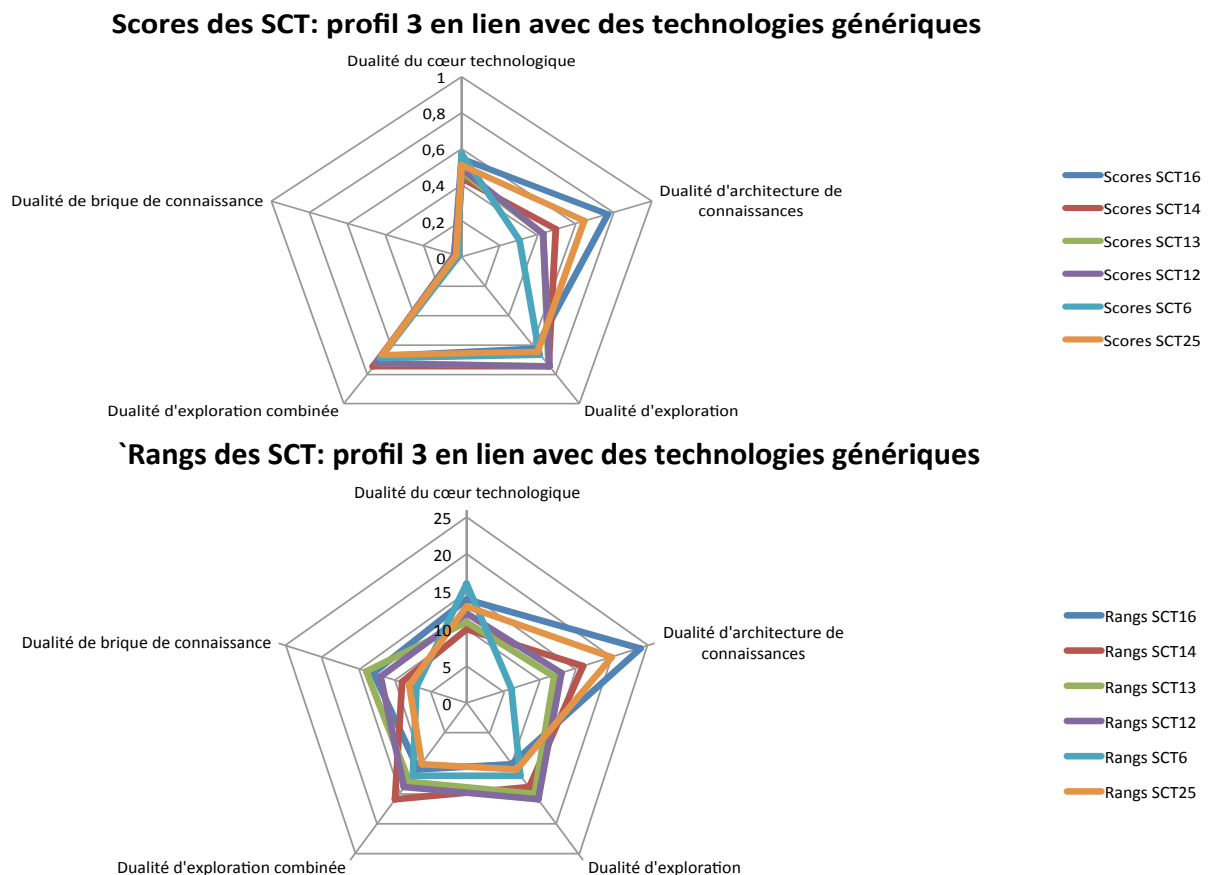 Scores des SCT: profil 3 en lien avec des technologies génériques
Dualité du cœur technologique
1
0,8
0,6
0,4
0,2
0
Dualité d'architecture de
connaissances
Dualité d'exploration
Dualité d'exploration combinée
Dualité de brique de connaissance
Scores SCT16
Scores SCT14
Scores SCT13
Scores SCT12
Scores SCT6
Scores SCT25
`Rangs des SCT: profil 3 en lien avec des technologies génériques
Dualité du cœur technologique
25
20
15
10
5
0
Dualité d'architecture de
connaissances
Dualité d'exploration
Dualité d'exploration combinée
Dualité de brique de connaissance
Rangs SCT16
Rangs SCT14
Rangs SCT13
Rangs SCT12
Rangs SCT6
Rangs SCT25